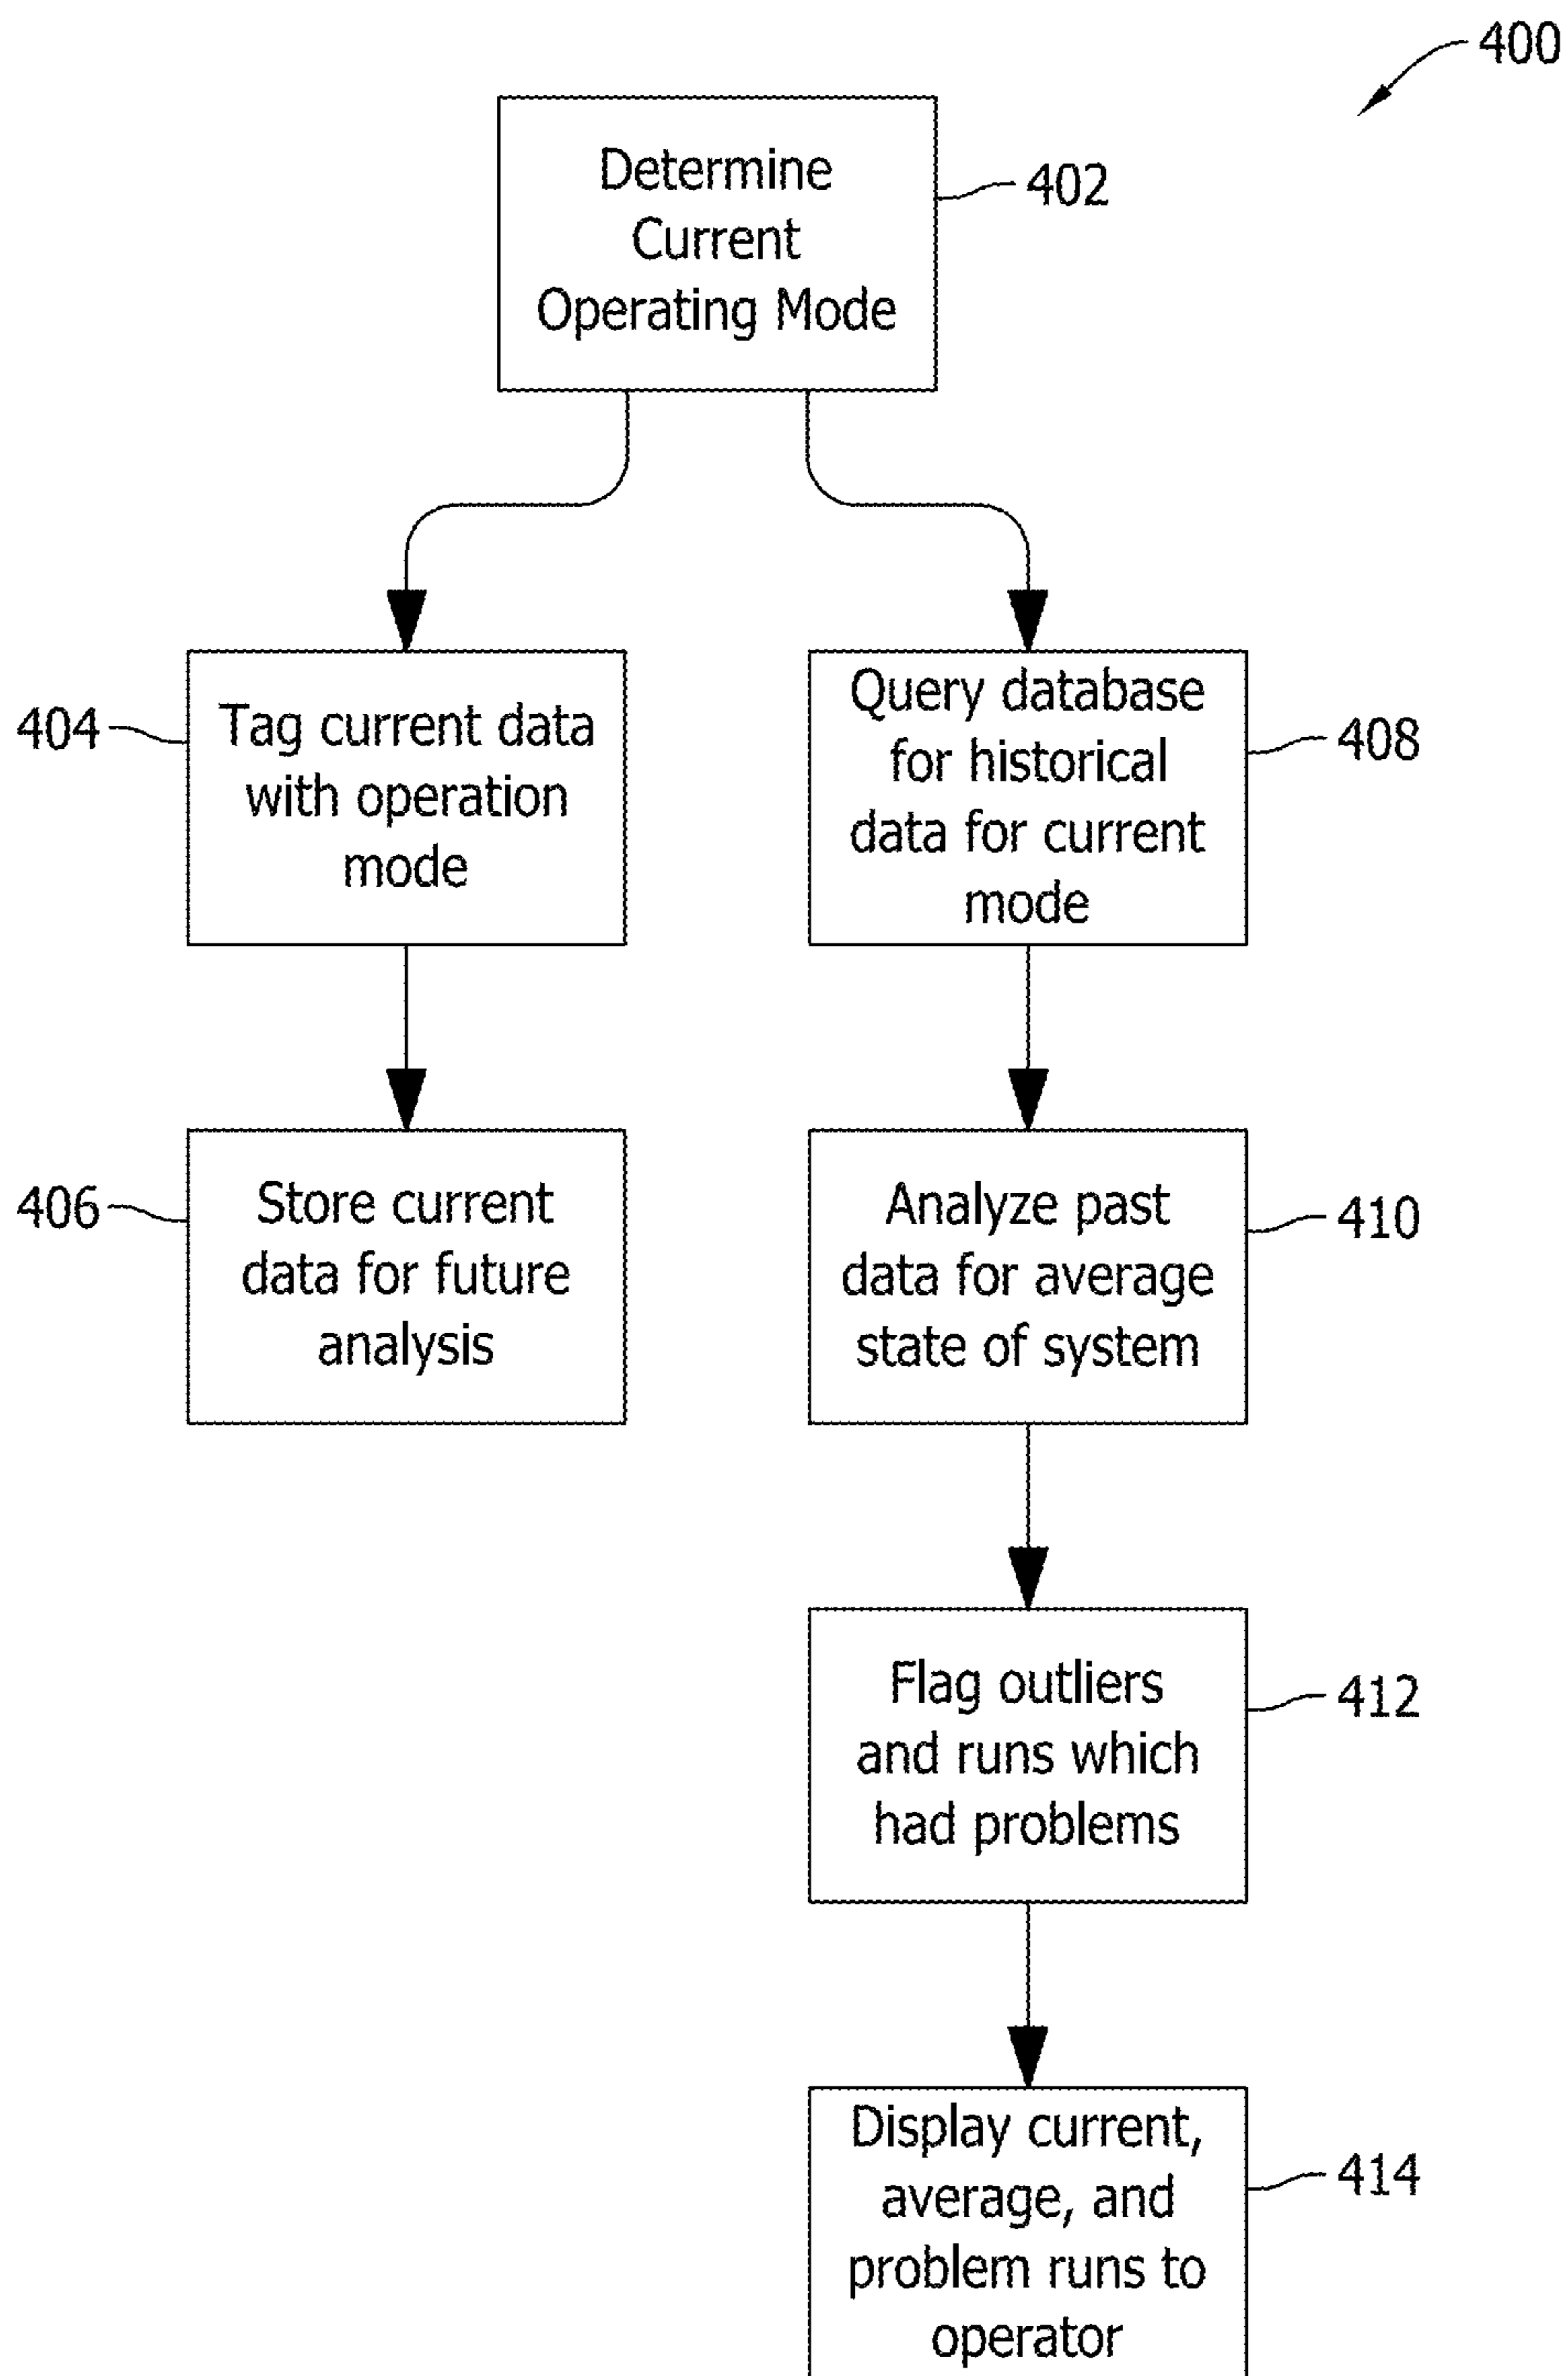 400
Determine
Current
Operating Mode
402
404
Tag current data
with operation
mode
Query database
for historical
data for current
mode
408
406
Store current
data for future
analysis
Analyze past
data for average
state of system
410
Flag outliers
and runs which
had problems
412
Display current,
average, and
problem runs to
operator
414